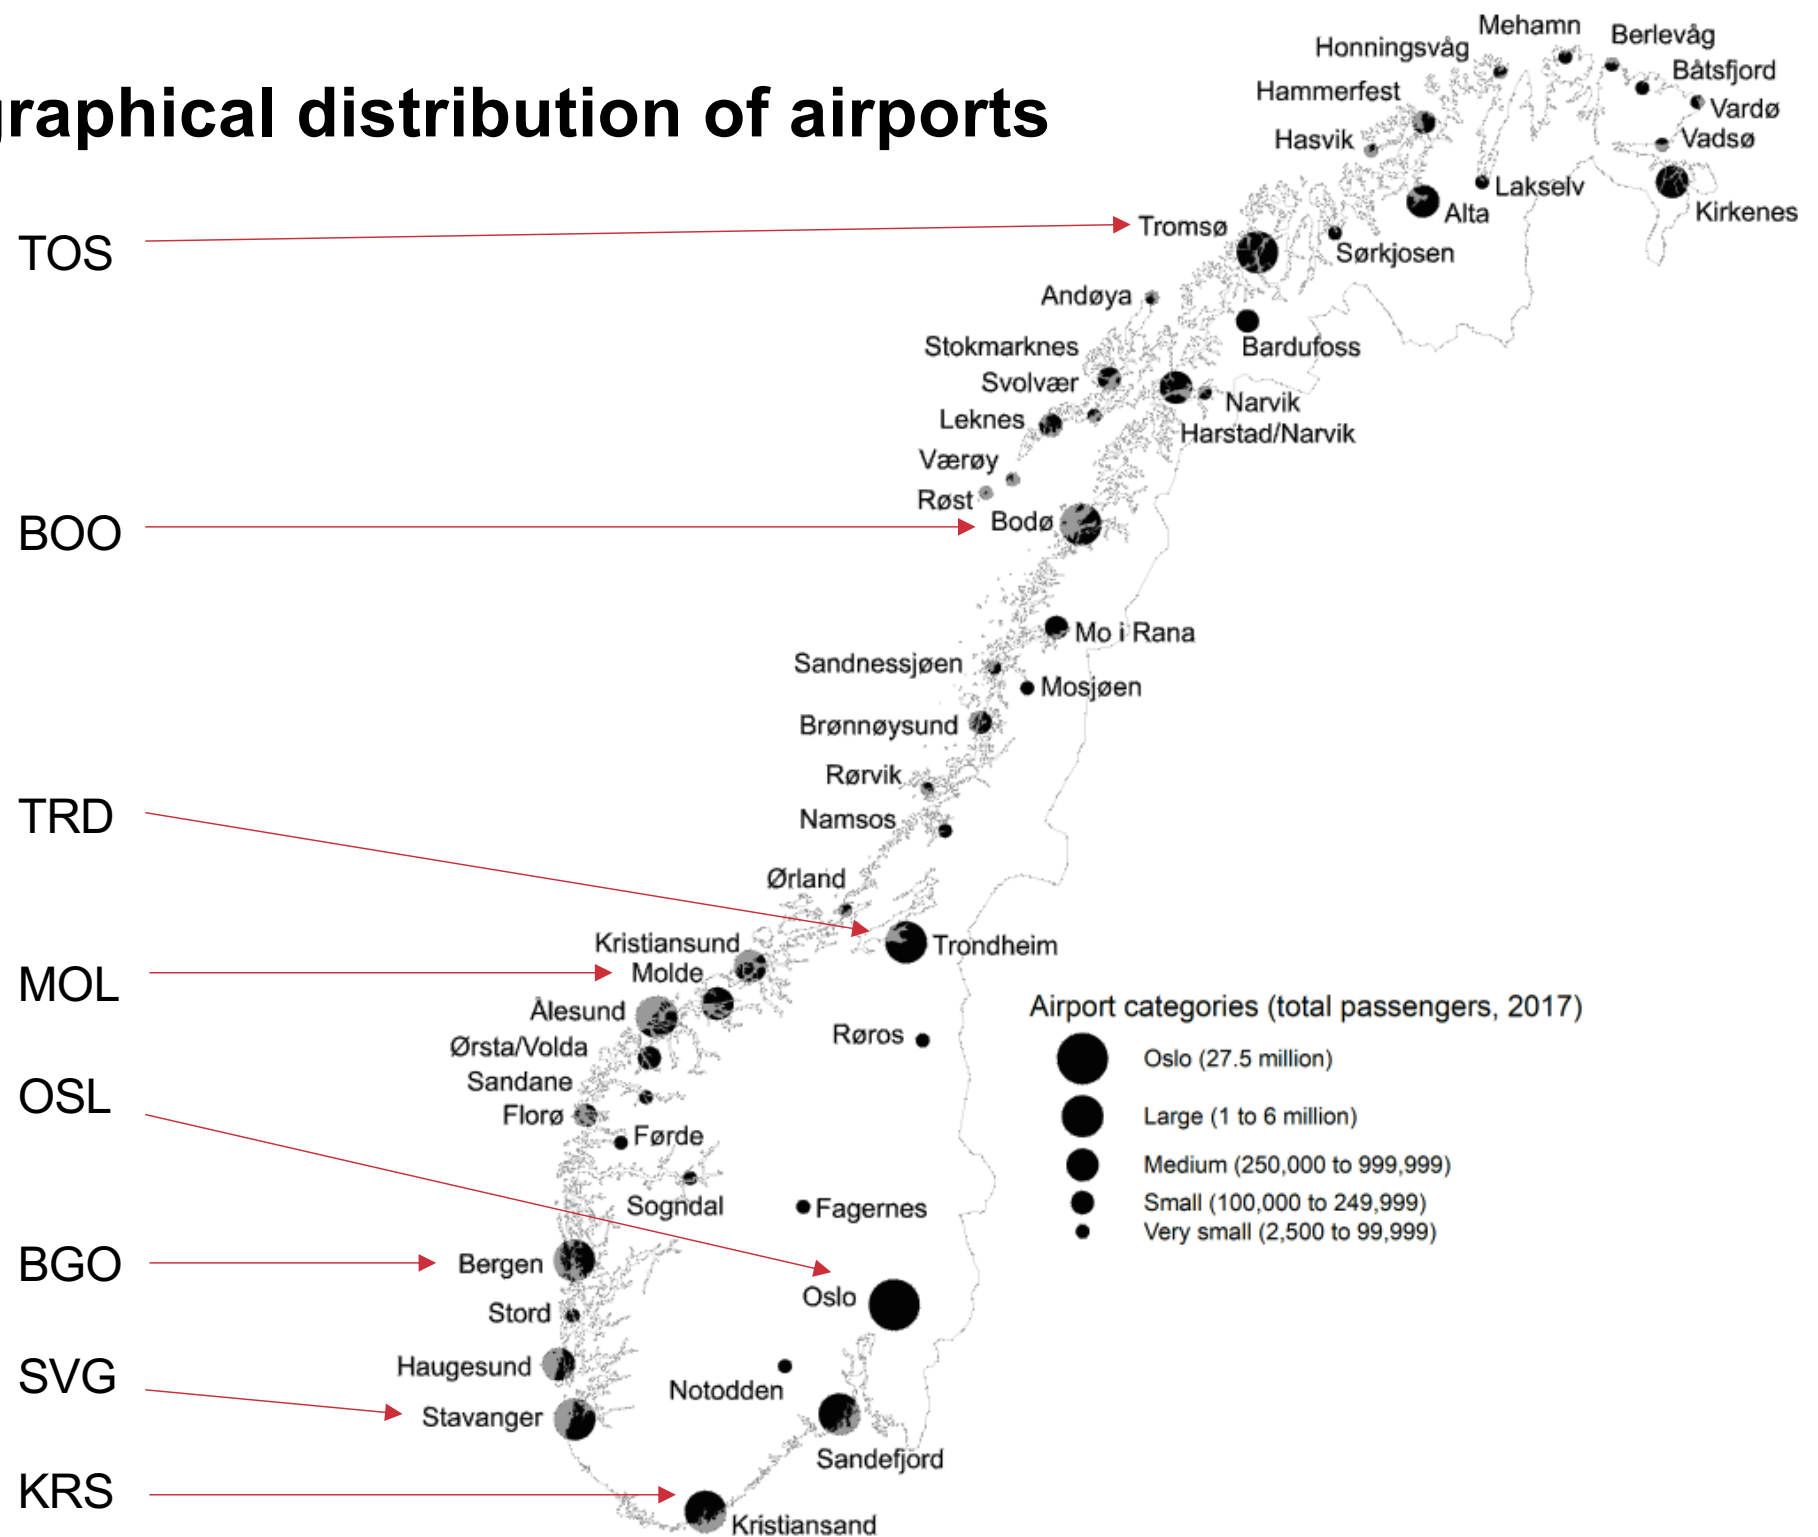 graphical distribution of airports
TOS
BOO
TRD
MOL
OSL
BGO
SVG
KRS
Mehamn
Berlevåg
Honningsvåg
Båtsfjord
Hammerfest
Vardø
Hasvik
Vadsø
Lakselv
Alta
Kirkenes
Tromsø
Sørkjosen
Andøya
Bardufoss
Stokmarknes
Svolvær
Narvik
Leknes
Harstad/Narvik
Værøy
Røst
Bodø
Mo i Rana
Sandnessjøen
Mosjøen
Brønnøysund
Rørvik
Namsos
Ørland
Kristiansund
Trondheim
Molde
Ålesund
Røros
Ørsta/Volda
Sandane
Florø
Førde
Sogndal
Fagernes
Bergen
Oslo
Stord
Haugesund
Notodden
Stavanger
Sandefjord
Kristiansand
Airport categories (total passengers, 2017)
Oslo (27.5 million)
Large (1 to 6 million)
Medium (250,000 to 999,999)
Small (100,000 to 249,999)
Very small (2,500 to 99,999)